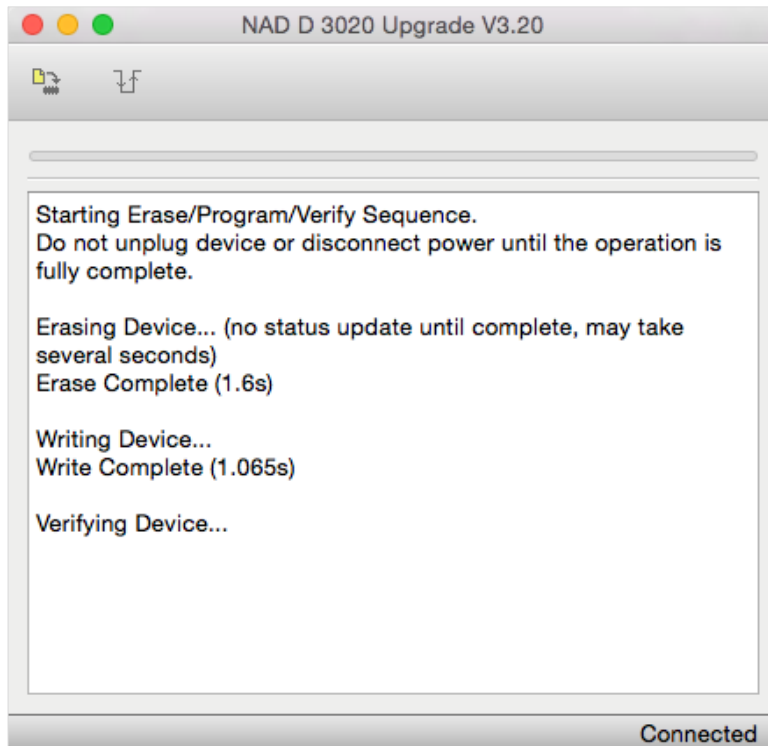 NAD D 3020 Upgrade V3.20
Starting Erase/Program/Verify Sequence.
Do not unplug device or disconnect power until the operation is
fully complete.
Erasing Device... (no status update until complete, may take
several seconds)
Erase Complete (1.6s)
Writing Device...
Write Complete (1.065s)
Verifying Device...
Connected